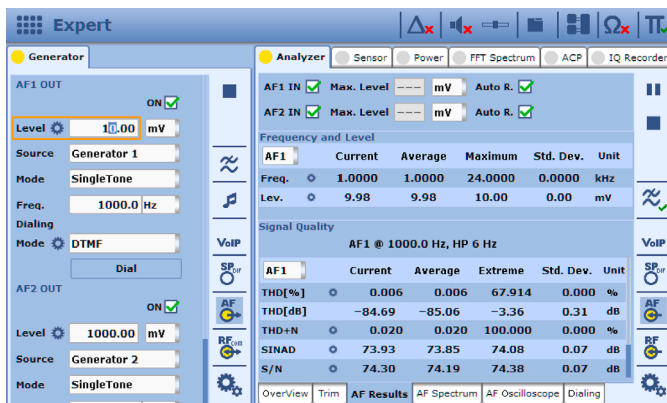 Expert
Generator
AF1 OUT
ON
Level 10.00 mV
Source Generator 1
Mode SingleTone
Freq. 1000.0 Hz
Dialing
Mode DTMF
Dial
AF2 OUT
ON
Level 1000.00 mV
Source Generator 2
Mode SingleTone
VoIP
SP DIF
AF
RF COM
Analyzer Sensor Power FFT Spectrum ACP IQ Recorder
AF1 IN Max. Level --- mV Auto R.
AF2 IN Max. Level --- mV Auto R.
Frequency and Level
AF1 Current Average Maximum Std. Dev. Unit
Freq. 1.0000 1.0000 24.0000 0.0000 kHz
Lev. 9.98 9.98 10.00 0.00 mV
Signal Quality
AF1 @ 1000.0 Hz, HP 6 Hz
AF1 Current Average Extreme Std. Dev. Unit
THD[%] 0.006 0.006 67.914 0.000 %
THD[dB] -84.69 -85.06 -3.36 0.31 dB
THD+N 0.020 0.020 100.000 0.000 %
SINAD 73.93 73.85 74.08 0.07 dB
S/N 74.30 74.19 74.38 0.07 dB
OverView Trim AF Results AF Spectrum AF Oscilloscope Dialing
VoIP
SP DIF
AF
RF